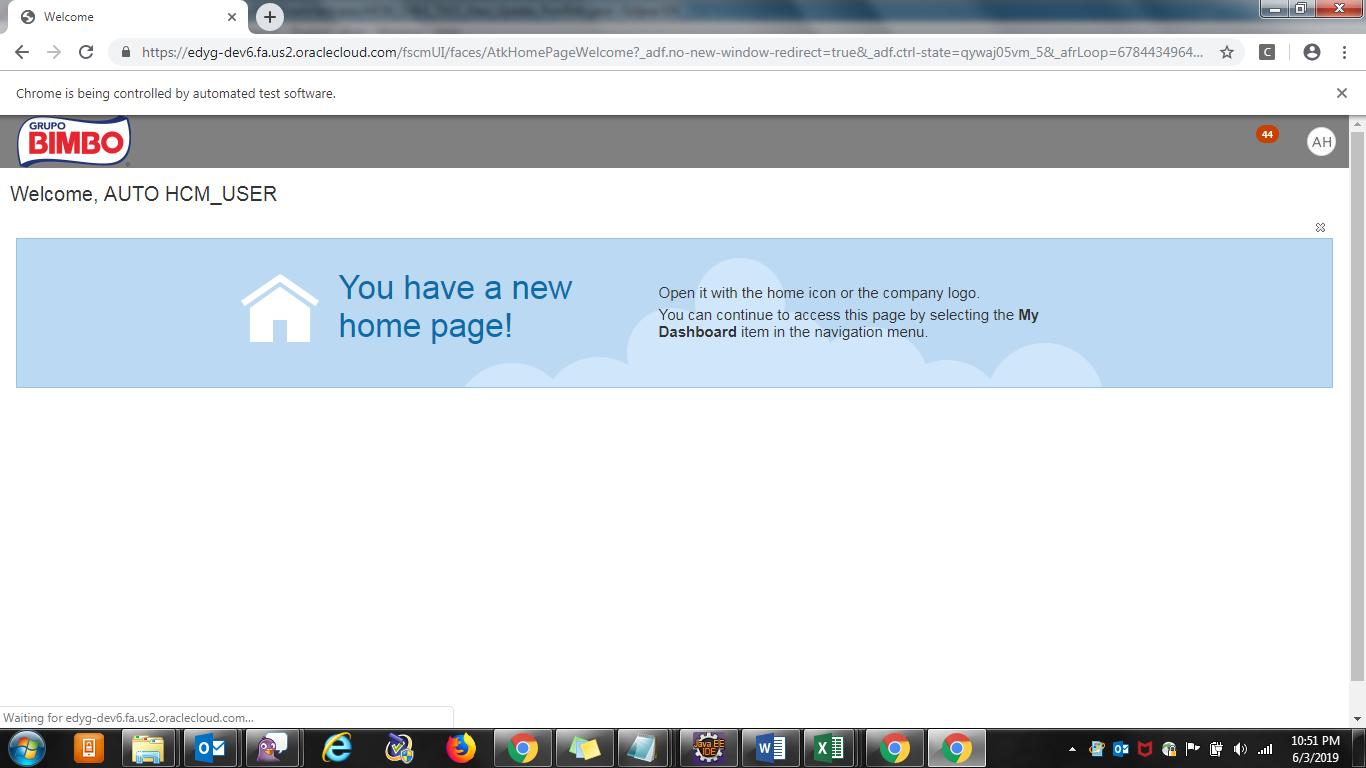 Welcome
https://edyg-dev6.fa.us2.oraclecloud.com/fscmUI/faces/AtkHomePageWelcome?_adf.no-new-window-redirect=true&_adf.ctrl-state=qywaj05vm_5&_afrLoop=6784434964...
C
Chrome is being controlled by automated test software.
GRUPO
BIMBO
44
AH
Welcome, AUTO HCM_USER
You have a new
home page!
Open it with the home icon or the company logo.
You can continue to access this page by selecting the My
Dashboard item in the navigation menu.
Waiting for edyg-dev6.fa.us2.oraclecloud.com...
Java EE
IDE
10:51 PM
6/3/2019